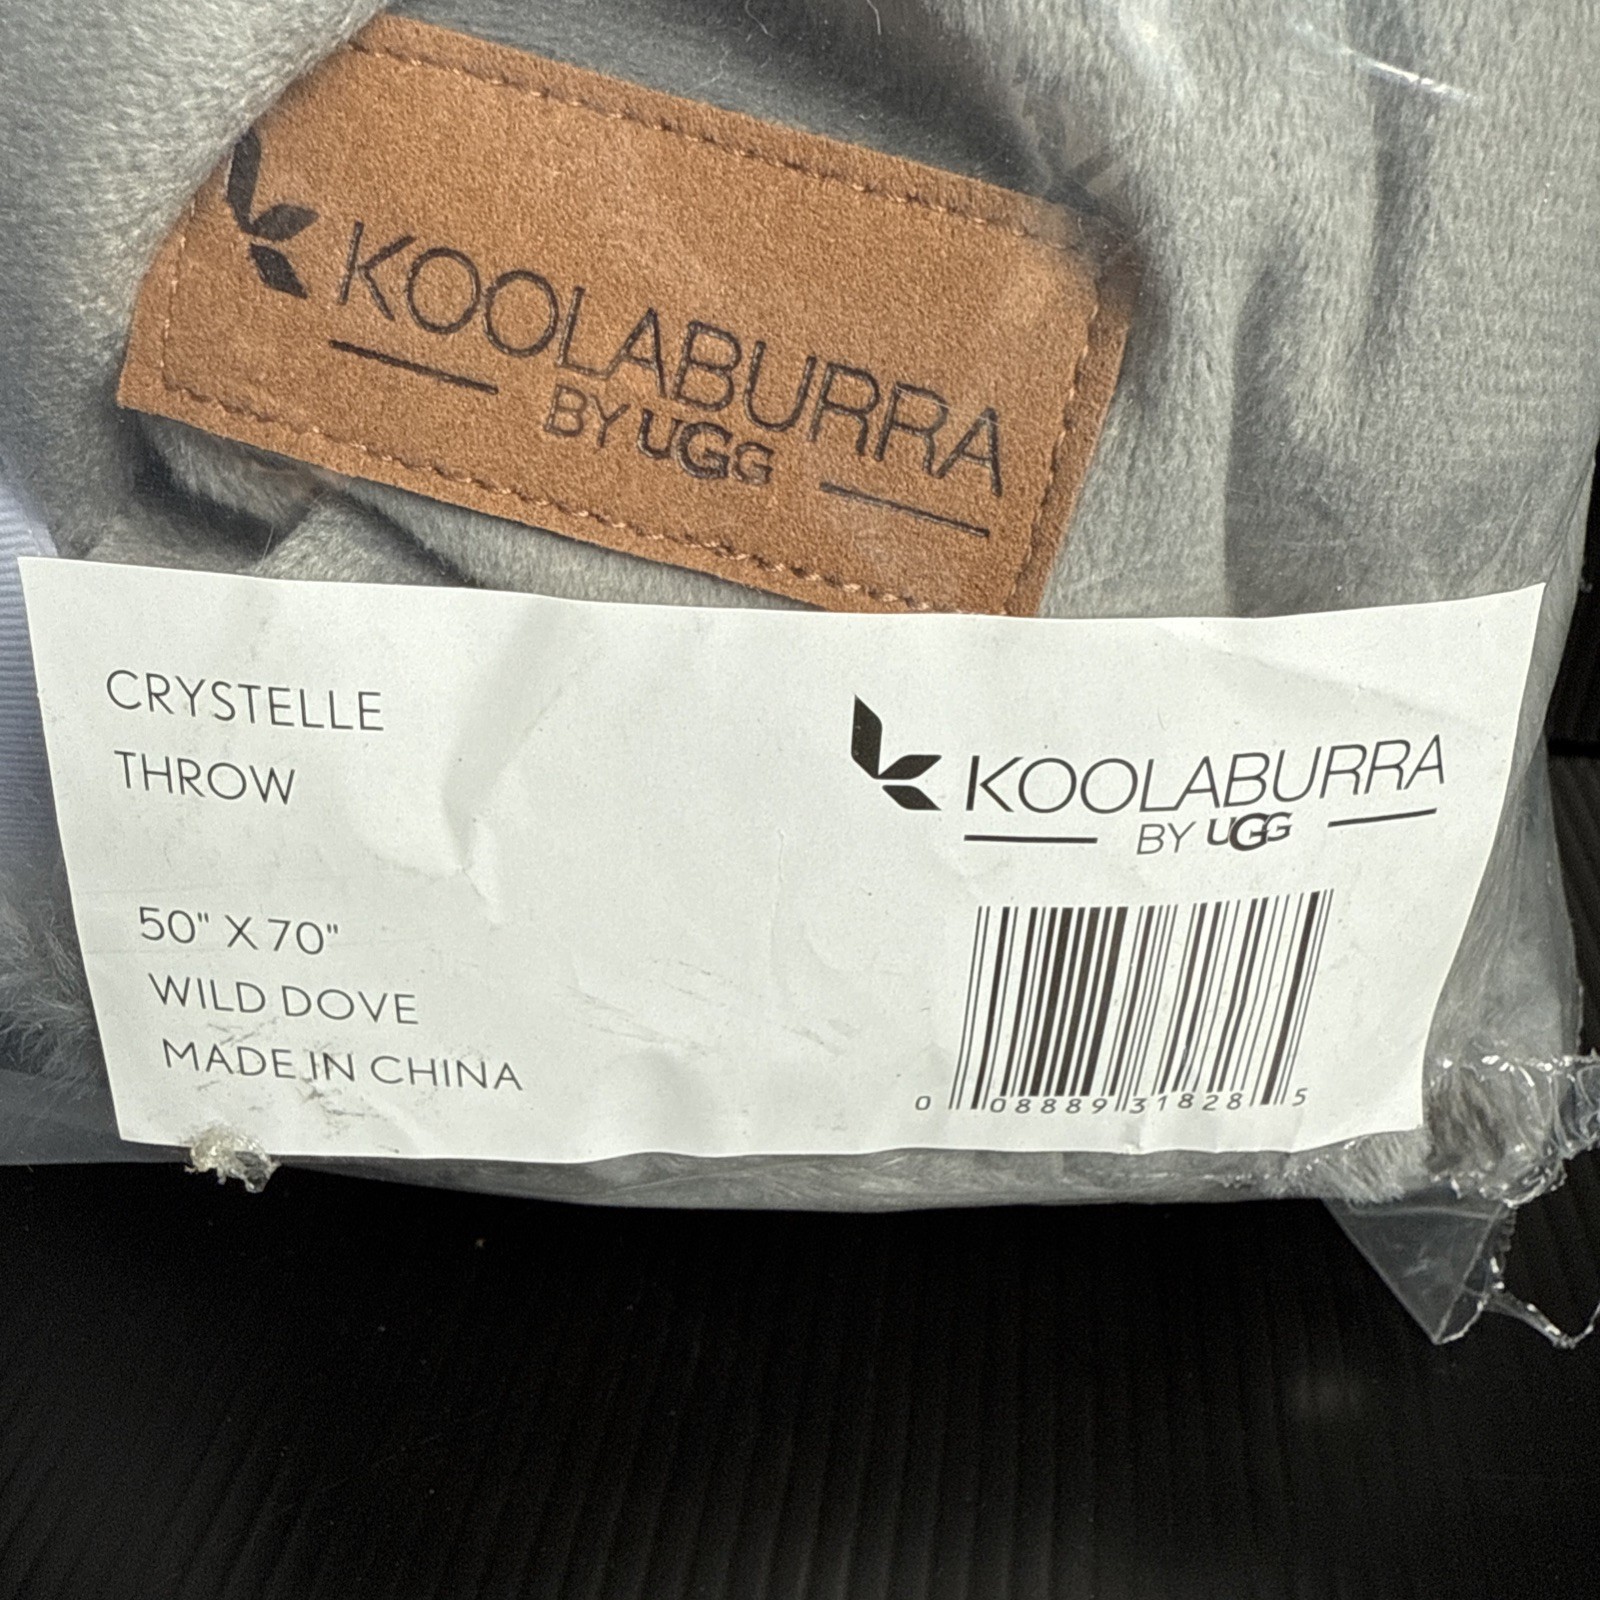 KOOLABURRA
BY UGG
CRYSTELLE
THROW
50" X 70"
WILD DOVE
MADE IN CHINA
KOOLABURRA
BY UGG
0 08889 31828 5